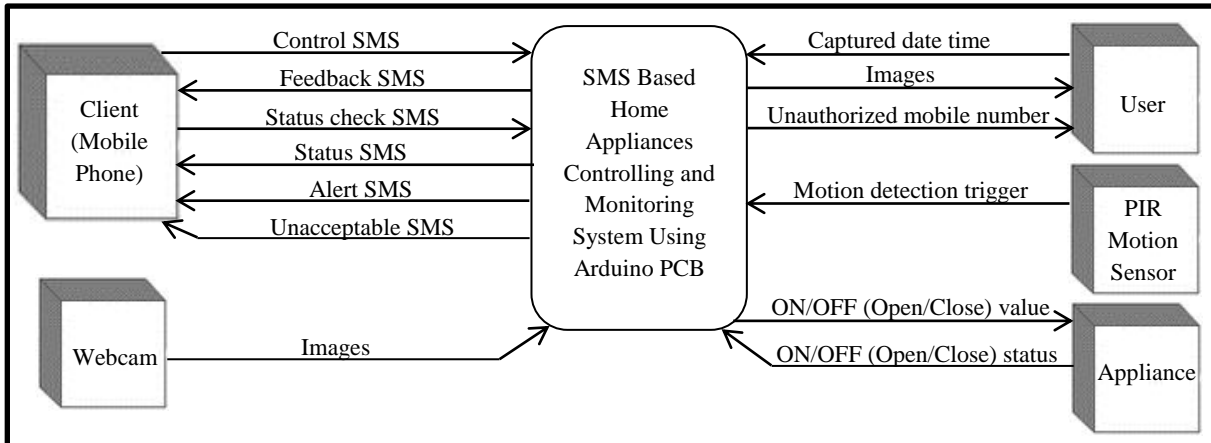 Control SMS
Feedback SMS
Status check SMS
Status SMS
Alert SMS
Unacceptable SMS
Client
(Mobile
Phone)
Webcam
Images
SMS Based
Home
Appliances
Controlling and
Monitoring
System Using
Arduino PCB
Captured date time
Images
Unauthorized mobile number
User
Motion detection trigger
PIR
Motion
Sensor
ON/OFF (Open/Close) value
ON/OFF (Open/Close) status
Appliance